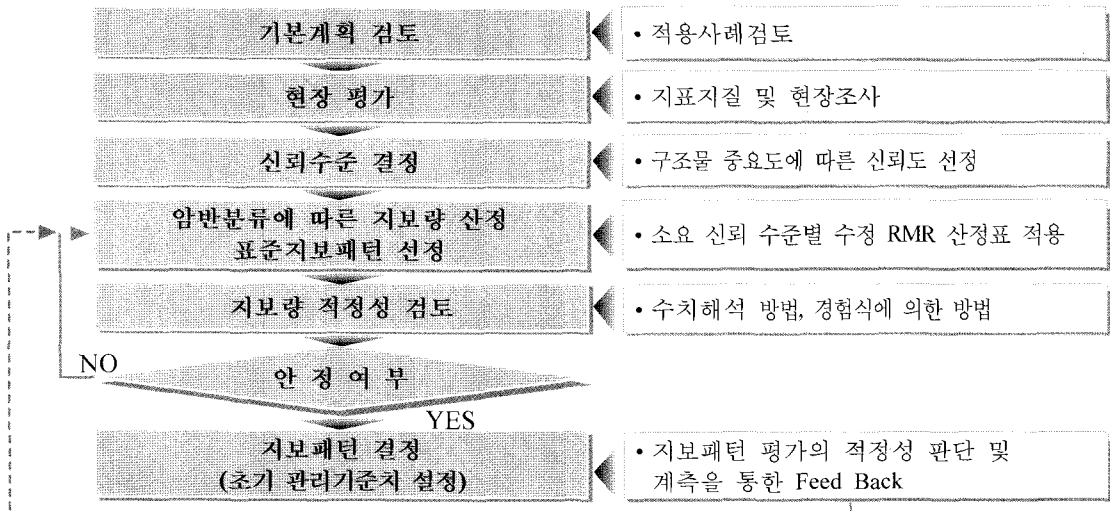 기본계획 검토
• 적용사례검토
현장 평가
• 지표지질 및 현장조사
신뢰수준 결정
• 구조물 중요도에 따른 신뢰도 선정
암반분류에 따른 지보량 산정
표준지보패턴 선정
• 소요 신뢰 수준별 수정 RMR 산정표 적용
지보량 적정성 검토
• 수치해석 방법, 경험식에 의한 방법
NO
안 정 여 부
YES
지보패턴 결정
(초기 관리기준치 설정)
• 지보패턴 평가의 적정성 판단 및
계측을 통한 Feed Back